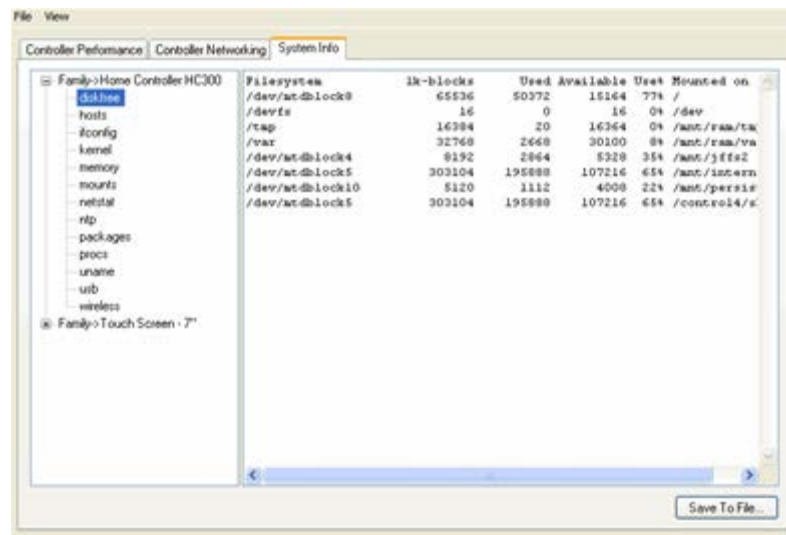 File View
Controller Performance Controller Networking System Info
Family->Home Controller HC300
diskfree
hosts
ifconfig
kernel
memory
mounts
netstat
ntp
packages
procs
uname
usb
wireless
Family->Touch Screen - 7"
Filesystem 1k-blocks Used Available Use% Mounted on
/dev/mtdblock8 65536 50372 15164 77% /
/devfs 16 0 16 0% /dev
/tmp 16384 20 16364 0% /mnt/ram/tm
/var 32768 2668 30100 8% /mnt/ram/va
/dev/mtdblock4 8192 2864 5328 35% /mnt/jffs2
/dev/mtdblock5 303104 195888 107216 65% /mnt/intern
/dev/mtdblock10 5120 1112 4008 22% /mnt/persis
/dev/mtdblock5 303104 195888 107216 65% /control4/s
Save To File...